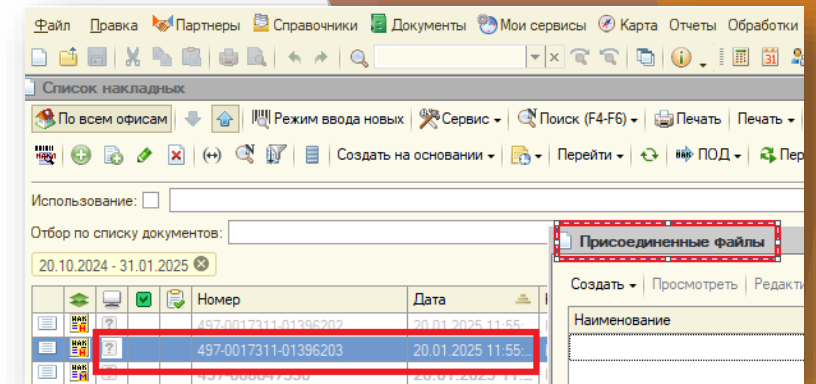 Файл Правка Партнеры Справочники Документы Мои сервисы Карта Отчеты Обработки
Список накладных
По всем офисам Режим ввода новых Сервис Поиск (F4-F6) Печать Печать
Создать на основании Перейти ПОД Пер
Использование:
Отбор по списку документов:
20.10.2024 - 31.01.2025
Номер Дата
497-0017311-01396202 20.01.2025 11:55:
497-0017311-01396203 20.01.2025 11:55:...
Присоединенные файлы
Создать Просмотреть Редакти
Наименование